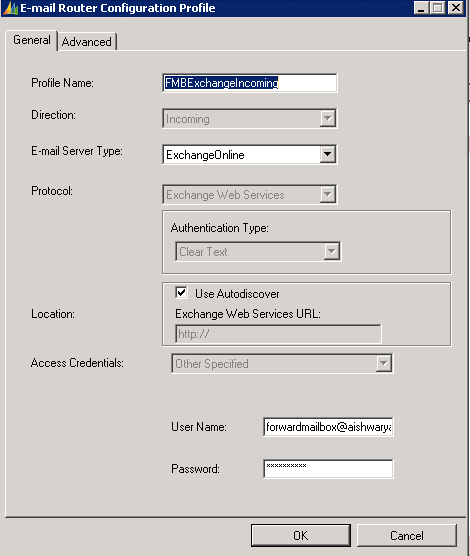 E-mail Router Configuration Profile
General
Advanced
Profile Name:
FMBExchangeIncoming
Direction:
Incoming
E-mail Server Type:
ExchangeOnline
Protocol:
Exchange Web Services
Authentication Type:
Clear Text
Use Autodiscover
Location:
Exchange Web Services URL:
http://
Access Credentials:
Other Specified
User Name:
forwardmailbox@aishwarya
Password:
**********
OK
Cancel